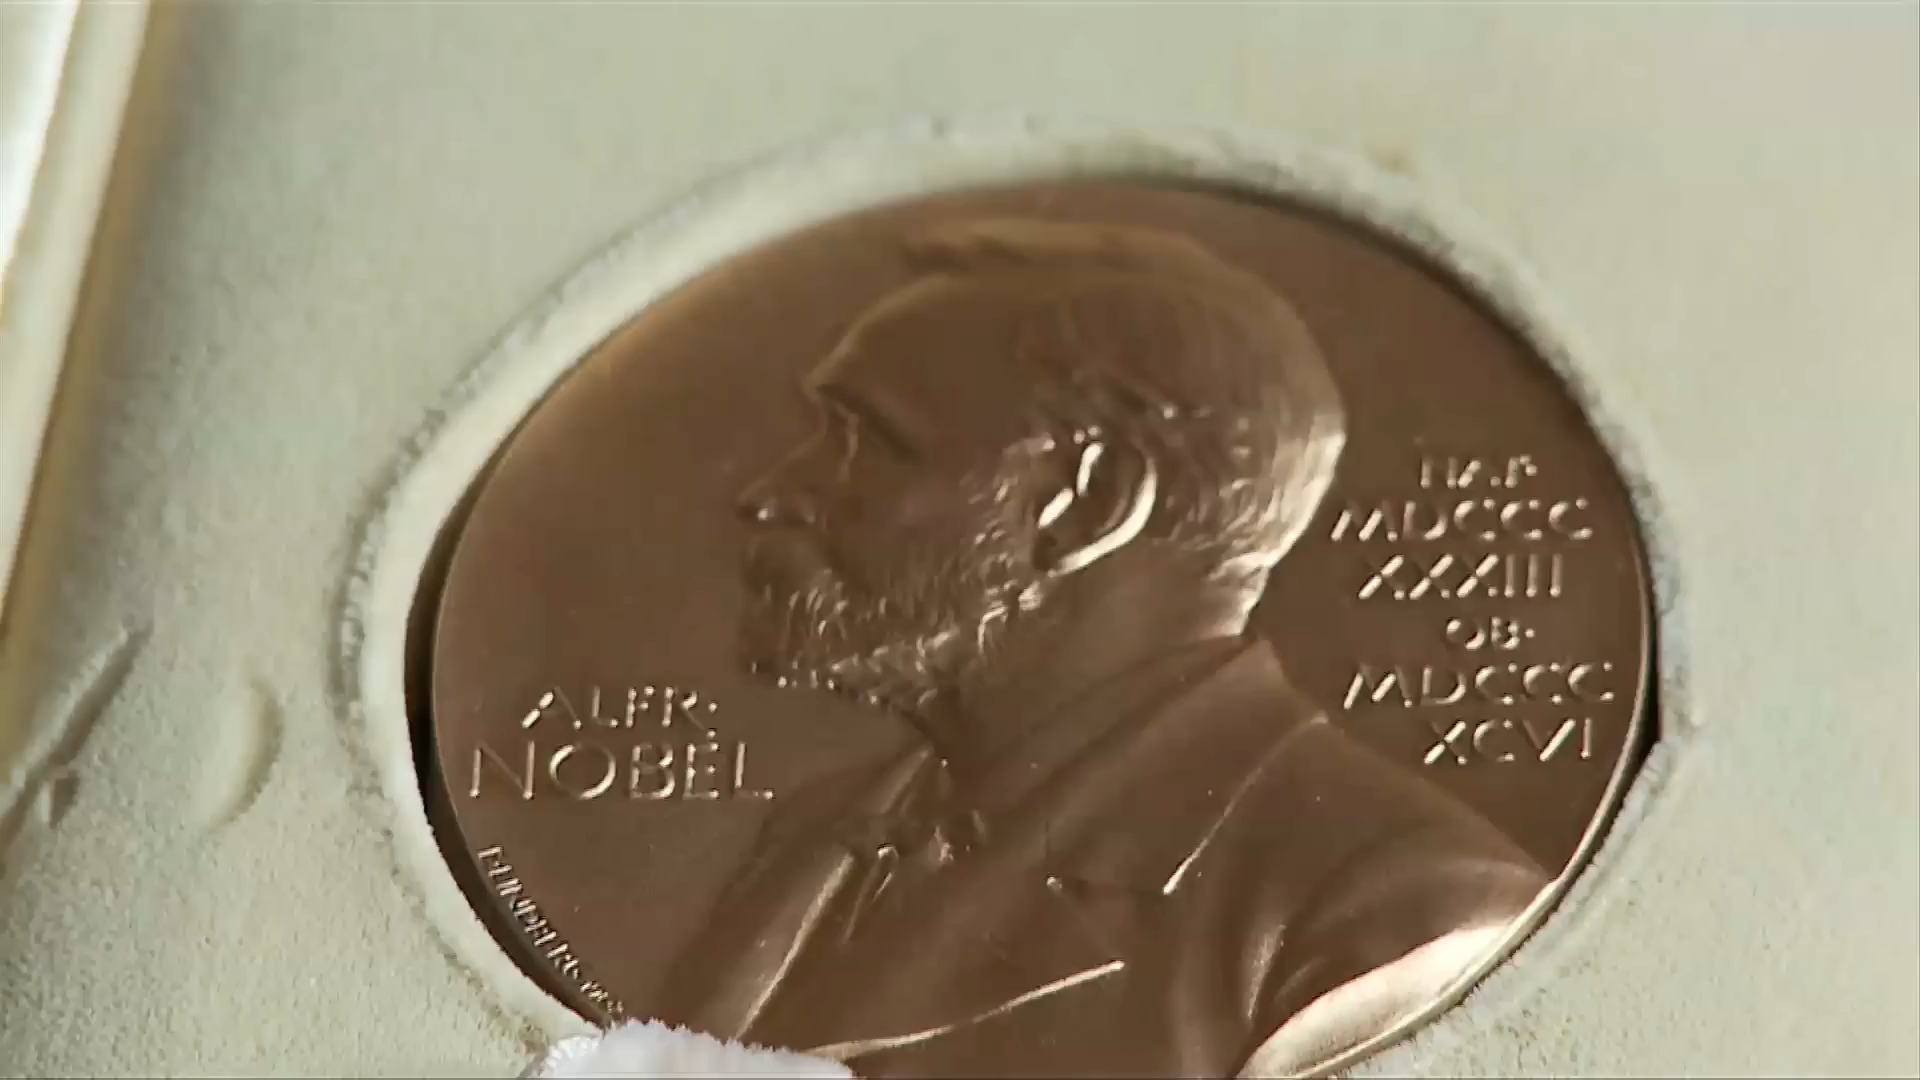 ALFR·
NOBEL
NAT·
MDCCC
XXXIII
OB·
MDCCC
XCVI